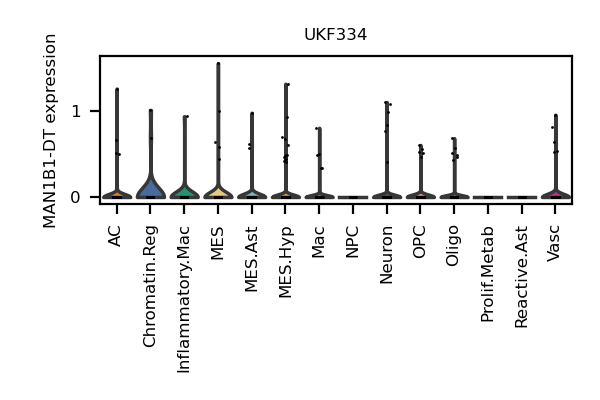 UKF334
MAN1B1-DT expression
1
0
AC
Chromatin.Reg
Inflammatory.Mac
MES
MES.Ast
MES.Hyp
Mac
NPC
Neuron
OPC
Oligo
Prolif.Metab
Reactive.Ast
Vasc